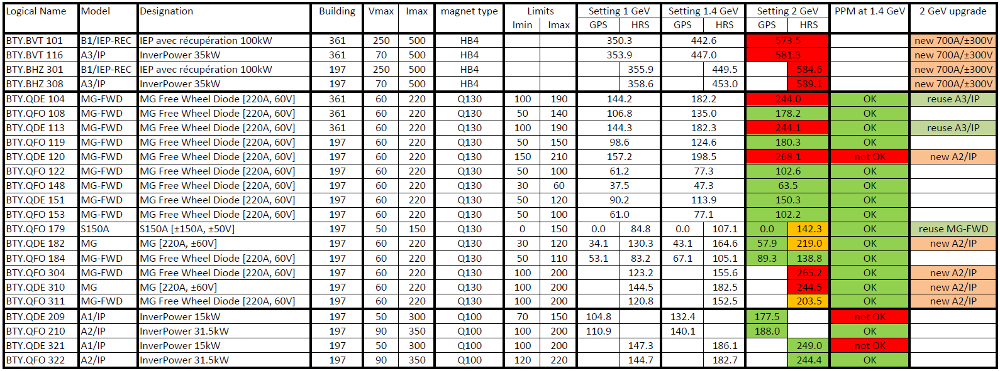 Logical Name Model Designation Building Vmax Imax magnet type Limits Setting 1 GeV Setting 1.4 GeV Setting 2 GeV PPM at 1.4 GeV 2 GeV upgrade
Imin Imax GPS HRS GPS HRS GPS HRS
BTY.BVT 101 B1/IEP-REC IEP avec récupération 100kW 361 250 500 HB4 350.3 442.6 573.5 new 700A/±300V
BTY.BVT 116 A3/IP InverPower 35kW 361 70 500 HB4 353.9 447.0 581.3 new 700A/±300V
BTY.BHZ 301 B1/IEP-REC IEP avec récupération 100kW 197 250 500 HB4 355.9 449.5 584.6 new 700A/±300V
BTY.BHZ 308 A3/IP InverPower 35kW 197 70 500 HB4 358.6 453.0 589.1 new 700A/±300V
BTY.QDE 104 MG-FWD MG Free Wheel Diode [220A, 60V] 361 60 220 Q130 100 190 144.2 182.2 244.0 OK reuse A3/IP
BTY.QFO 108 MG-FWD MG Free Wheel Diode [220A, 60V] 361 60 220 Q130 50 140 106.8 135.0 178.2 OK
BTY.QDE 113 MG-FWD MG Free Wheel Diode [220A, 60V] 361 60 220 Q130 100 190 144.3 182.3 244.1 OK reuse A3/IP
BTY.QFO 119 MG-FWD MG Free Wheel Diode [220A, 60V] 197 60 220 Q130 50 150 98.6 124.6 180.3 OK
BTY.QDE 120 MG-FWD MG Free Wheel Diode [220A, 60V] 197 60 220 Q130 150 210 157.2 198.5 268.1 not OK new A2/IP
BTY.QFO 122 MG-FWD MG Free Wheel Diode [220A, 60V] 197 60 220 Q130 50 100 61.2 77.3 102.6 OK
BTY.QFO 148 MG-FWD MG Free Wheel Diode [220A, 60V] 197 60 220 Q130 30 60 37.5 47.3 63.5 OK
BTY.QDE 151 MG-FWD MG Free Wheel Diode [220A, 60V] 197 60 220 Q130 50 120 90.2 113.9 150.3 OK
BTY.QFO 153 MG-FWD MG Free Wheel Diode [220A, 60V] 197 60 220 Q130 50 100 61.0 77.1 102.2 OK
BTY.QFO 179 S150A S150A [±150A, ±50V] 197 50 150 Q130 0 150 0.0 84.8 0.0 107.1 0.0 142.3 OK reuse MG-FWD
BTY.QDE 182 MG MG [220A, ±60V] 197 60 220 Q130 30 120 34.1 130.3 43.1 164.6 57.9 219.0 OK new A2/IP
BTY.QFO 184 MG-FWD MG Free Wheel Diode [220A, 60V] 197 60 220 Q130 50 110 53.1 83.2 67.1 105.1 89.3 138.8 OK
BTY.QFO 304 MG-FWD MG Free Wheel Diode [220A, 60V] 197 60 220 Q130 100 200 123.2 155.6 265.2 OK new A2/IP
BTY.QDE 310 MG MG [220A, ±60V] 197 60 220 Q130 100 200 144.5 182.5 244.5 OK new A2/IP
BTY.QFO 311 MG-FWD MG Free Wheel Diode [220A, 60V] 197 60 220 Q130 100 200 120.8 152.5 203.5 OK new A2/IP
BTY.QDE 209 A1/IP InverPower 15kW 197 50 300 Q100 70 150 104.8 132.4 177.5 not OK
BTY.QFO 210 A2/IP InverPower 31.5kW 197 90 350 Q100 100 200 110.9 140.1 188.0 OK
BTY.QDE 321 A1/IP InverPower 15kW 197 50 300 Q100 100 200 147.3 186.1 249.0 not OK
BTY.QFO 322 A2/IP InverPower 31.5kW 197 90 350 Q100 120 220 144.7 182.7 244.4 OK